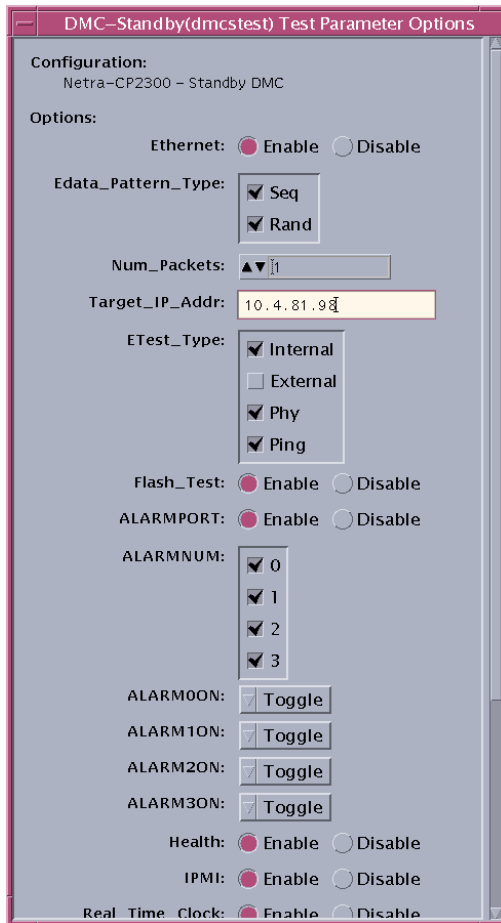 DMC-Standby(dmcstest) Test Parameter Options
Configuration:
Netra-CP2300 - Standby DMC
Options:
Ethernet: Enable Disable
Edata_Pattern_Type: Seq
Rand
Num_Packets: 1
Target_IP_Addr: 10.4.81.98
ETest_Type: Internal
External
Phy
Ping
Flash_Test: Enable Disable
ALARMPORT: Enable Disable
ALARMNUM: 0
1
2
3
ALARM0ON: Toggle
ALARM1ON: Toggle
ALARM2ON: Toggle
ALARM3ON: Toggle
Health: Enable Disable
IPMI: Enable Disable
Real_Time_Clock: Enable Disable